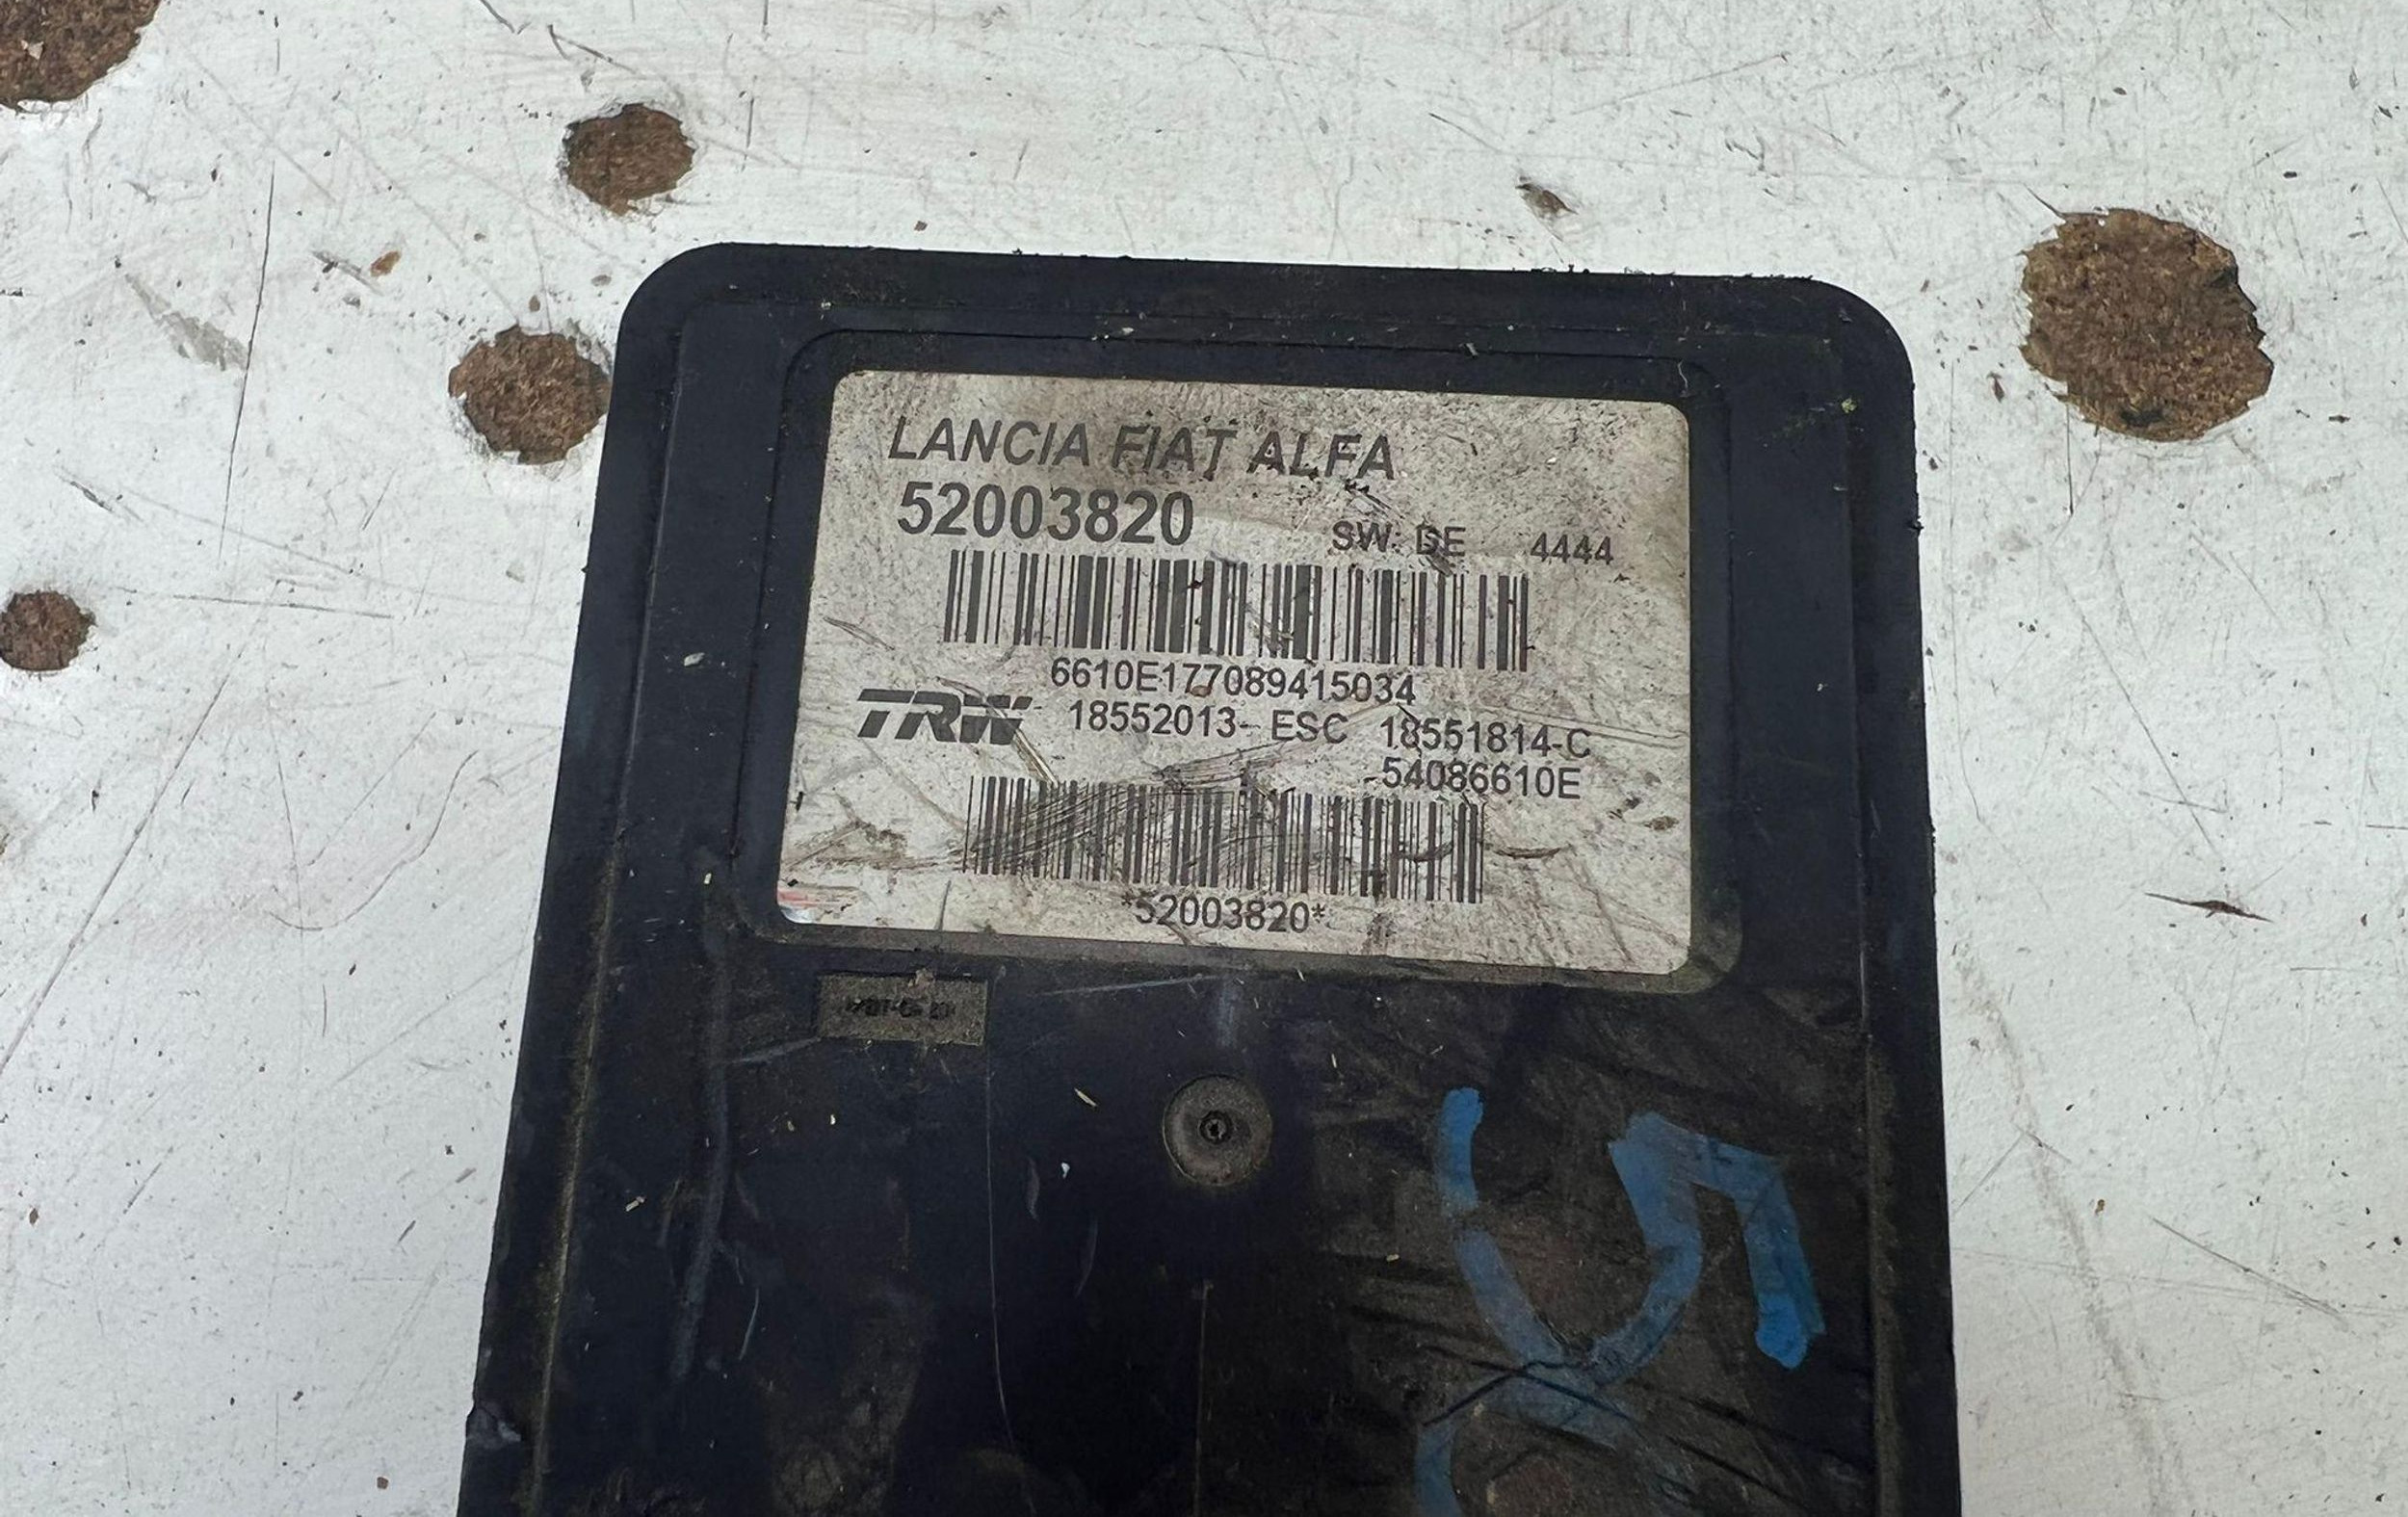 LANCIA FIAT ALFA
52003820 SW: DE 4444
6610E177089415034
TRW 18552013- ESC 18551814-C
54086610E
*52003820*